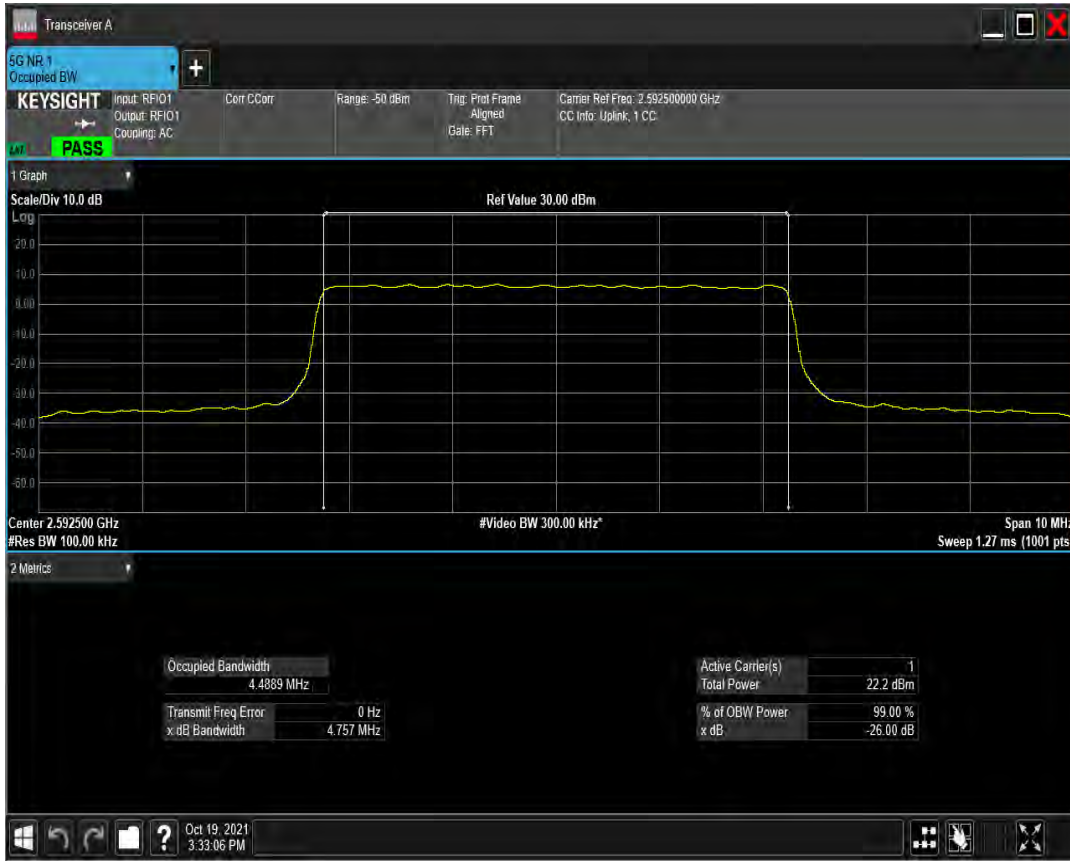 Transceiver A
5G NR 1
Occupied BW
+
KEYSIGHT
Input: RFIO1
Output: RFIO1
Coupling: AC
Corr CCorr
Range: -50 dBm
Trig: Prot Frame
Aligned
Gate: FFT
Carrier Ref Freq: 2.592500000 GHz
CC Info: Uplink, 1 CC
PASS
1 Graph
Scale/Div 10.0 dB
Ref Value 30.00 dBm
Log
20.0
10.0
0.00
-10.0
-20.0
-30.0
-40.0
-50.0
-60.0
Center 2.592500 GHz
#Video BW 300.00 kHz*
Span 10 MHz
#Res BW 100.00 kHz
Sweep 1.27 ms (1001 pts
2 Metrics
Occupied Bandwidth
4.4889 MHz
Transmit Freq Error 0 Hz
x dB Bandwidth 4.757 MHz
Active Carrier(s) 1
Total Power 22.2 dBm
% of OBW Power 99.00 %
x dB -26.00 dB
?
Oct 19, 2021
3:33:06 PM